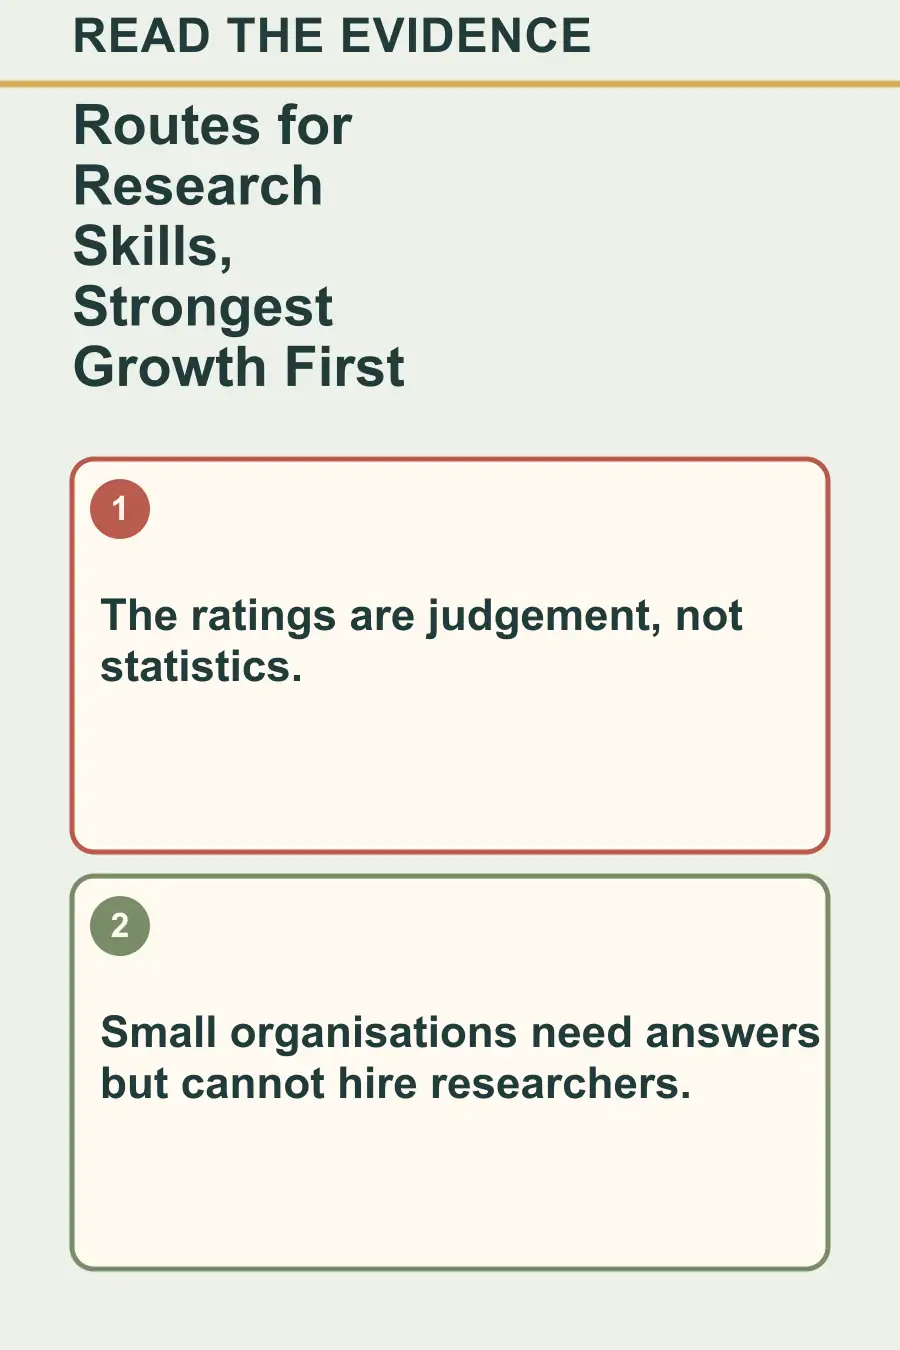 READ THE EVIDENCE
Routes for
Research
Skills,
Strongest
Growth First
1
The ratings are judgement, not
statistics.
2
Small organisations need answers
but cannot hire researchers.